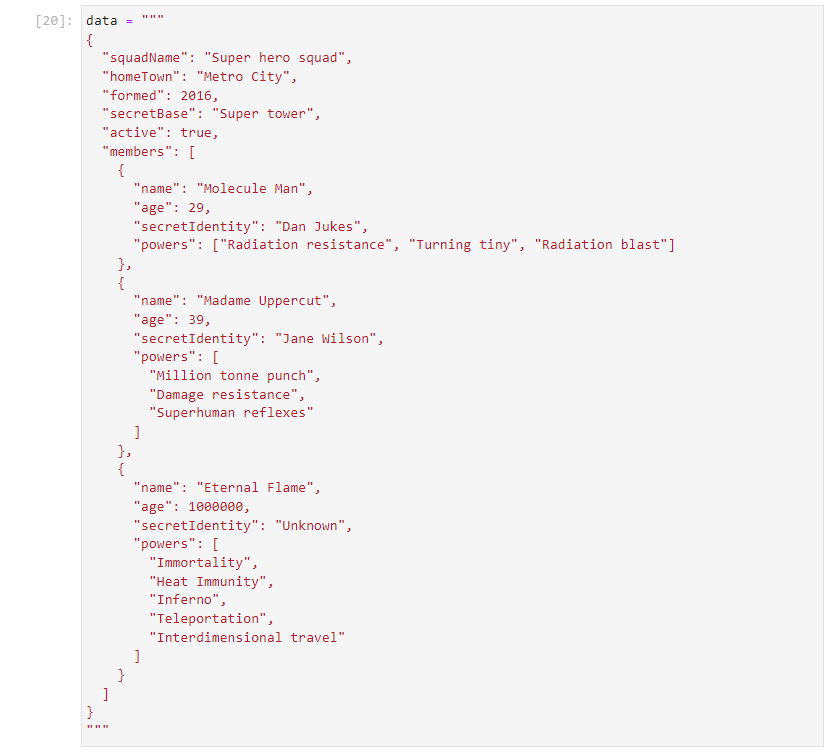 [20]: data = """
{
  "squadName": "Super hero squad",
  "homeTown": "Metro City",
  "formed": 2016,
  "secretBase": "Super tower",
  "active": true,
  "members": [
    {
      "name": "Molecule Man",
      "age": 29,
      "secretIdentity": "Dan Jukes",
      "powers": ["Radiation resistance", "Turning tiny", "Radiation blast"]
    },
    {
      "name": "Madame Uppercut",
      "age": 39,
      "secretIdentity": "Jane Wilson",
      "powers": [
        "Million tonne punch",
        "Damage resistance",
        "Superhuman reflexes"
      ]
    },
    {
      "name": "Eternal Flame",
      "age": 1000000,
      "secretIdentity": "Unknown",
      "powers": [
        "Immortality",
        "Heat Immunity",
        "Inferno",
        "Teleportation",
        "Interdimensional travel"
      ]
    }
  ]
}
"""